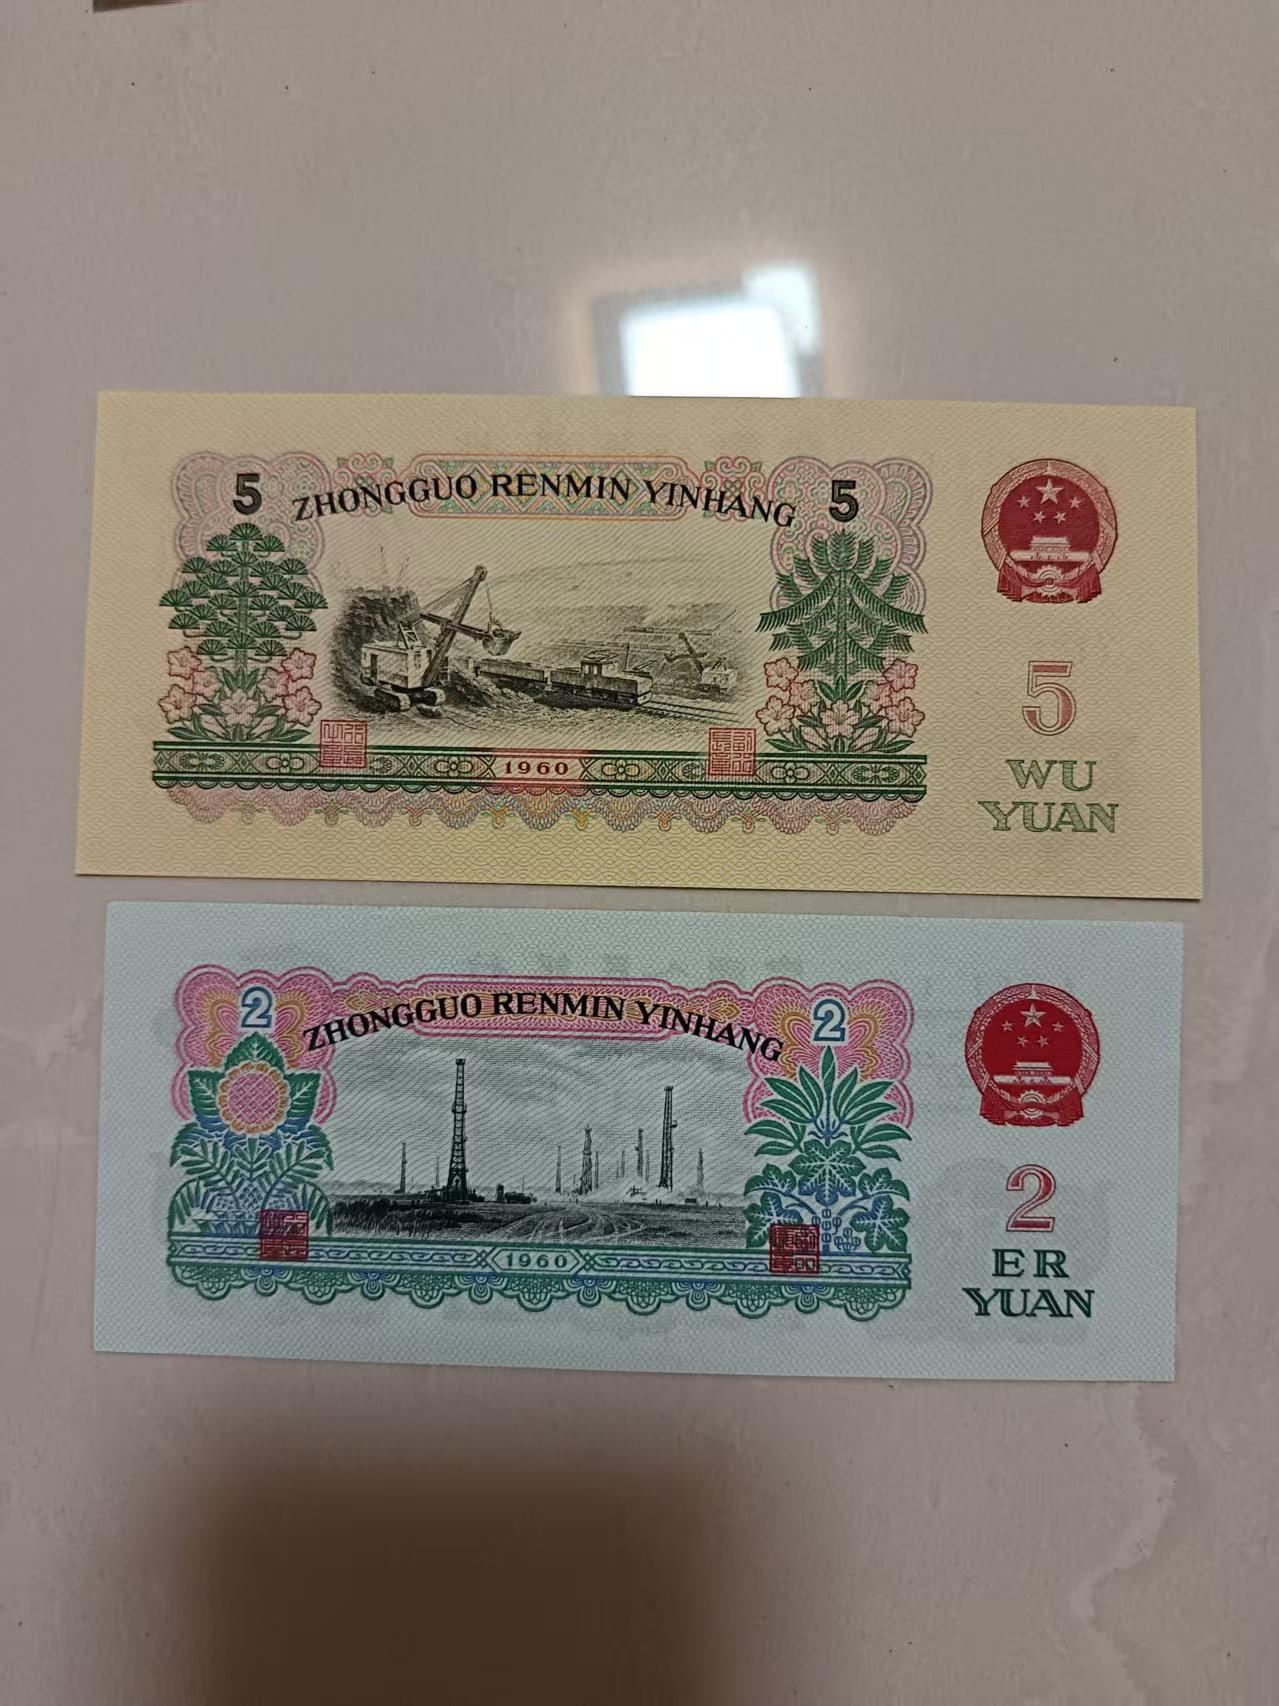 5 ZHONGGUO RENMIN YINHANG 5
1960
5
WU
YUAN
2 ZHONGGUO RENMIN YINHANG 2
1960
2
ER
YUAN